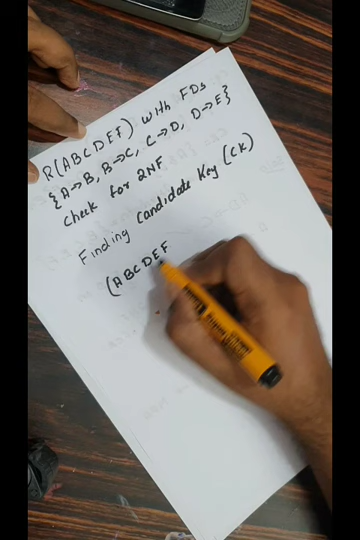 R(ABCDEF) with FDs
{A→B, B→C, C→D, D→E}
Check for 2NF
Finding Candidate Key (CK)
(ABCDEF